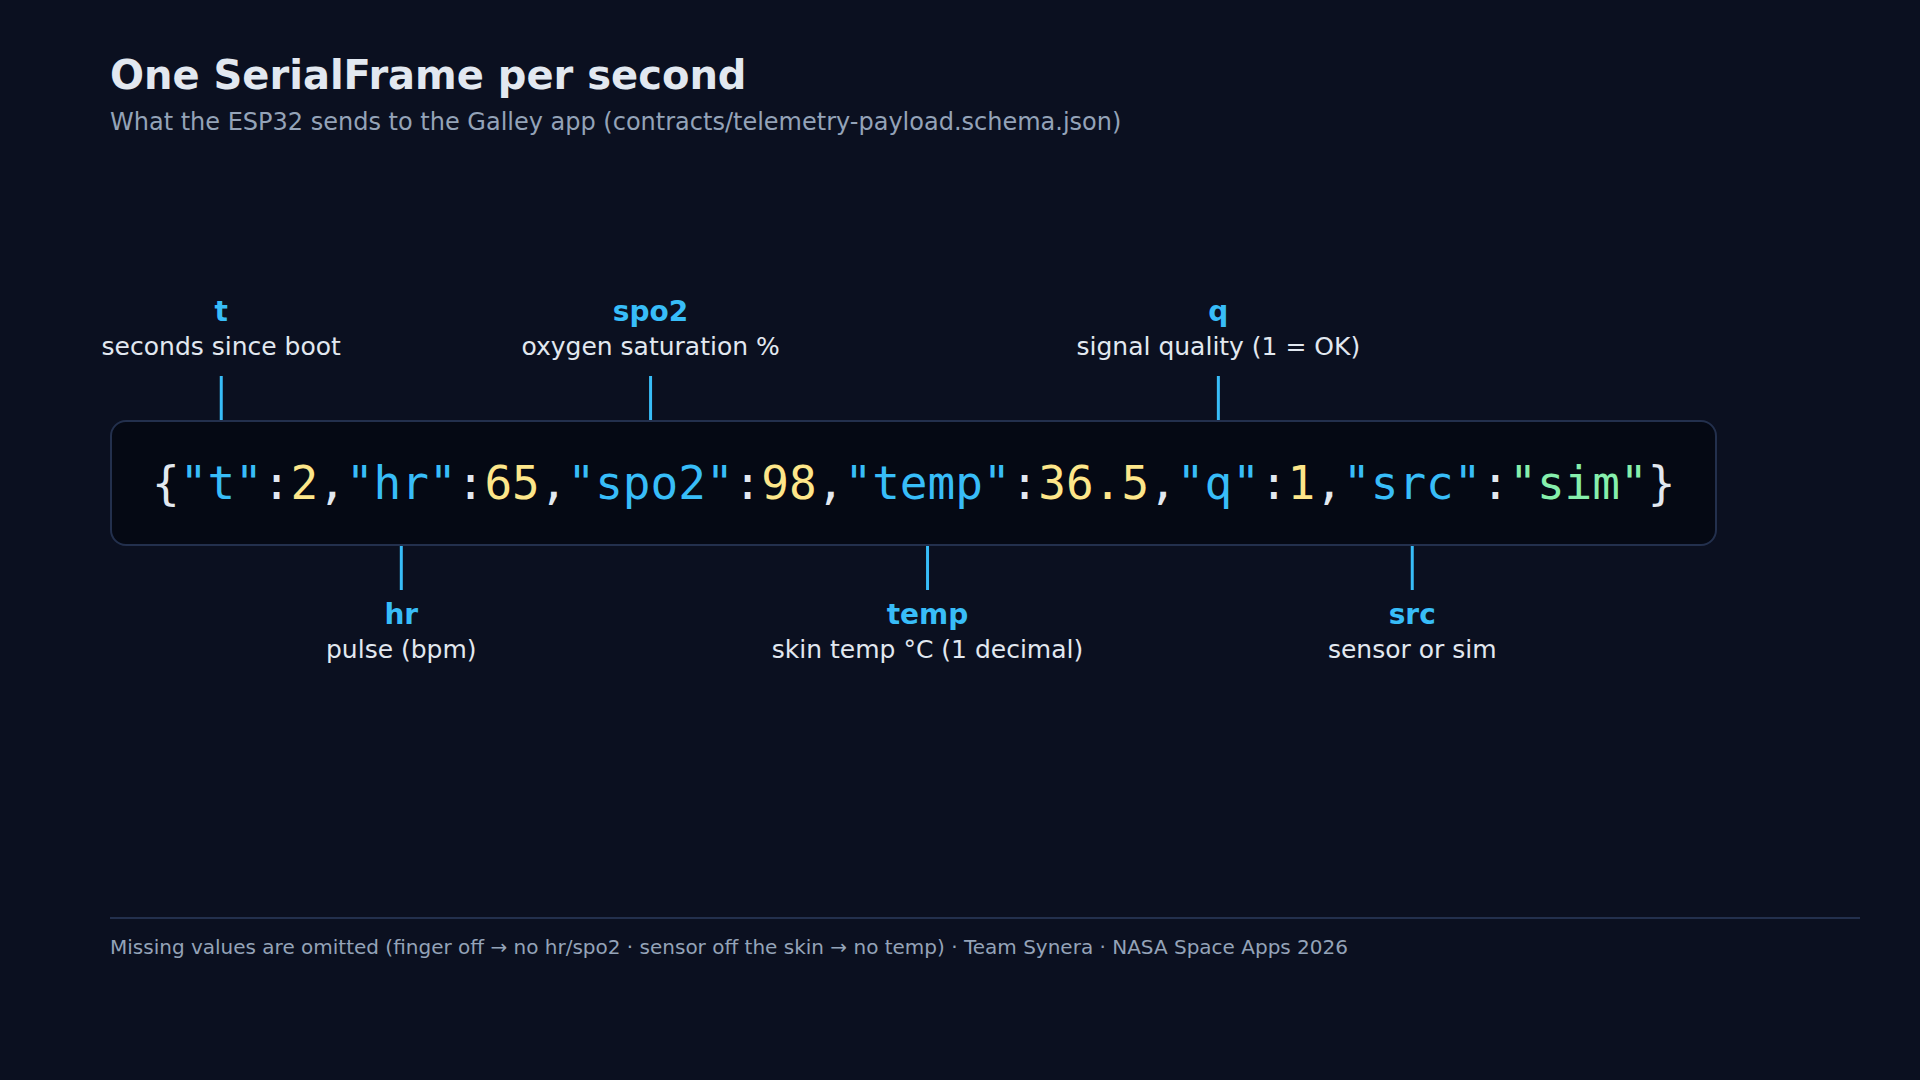 One SerialFrame per second
What the ESP32 sends to the Galley app (contracts/telemetry-payload.schema.json)
t
seconds since boot
spo2
oxygen saturation %
q
signal quality (1 = OK)
{"t":2,"hr":65,"spo2":98,"temp":36.5,"q":1,"src":"sim"}
hr
pulse (bpm)
temp
skin temp °C (1 decimal)
src
sensor or sim
Missing values are omitted (finger off → no hr/spo2 · sensor off the skin → no temp) · Team Synera · NASA Space Apps 2026